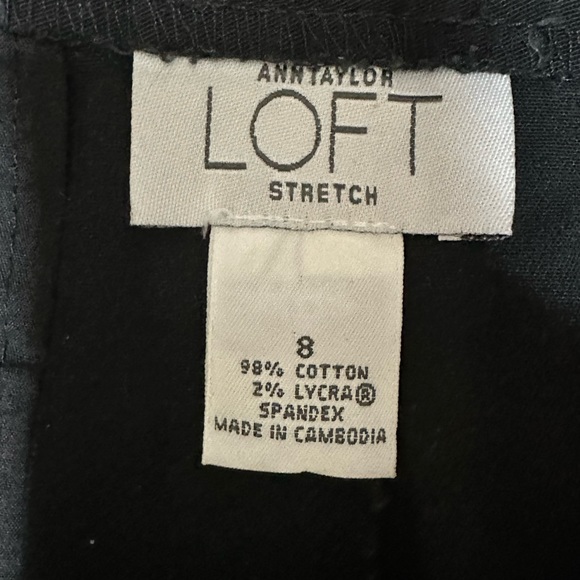 ANNTAYLOR
LOFT
STRETCH
8
98% COTTON
2% LYCRA®
SPANDEX
MADE IN CAMBODIA